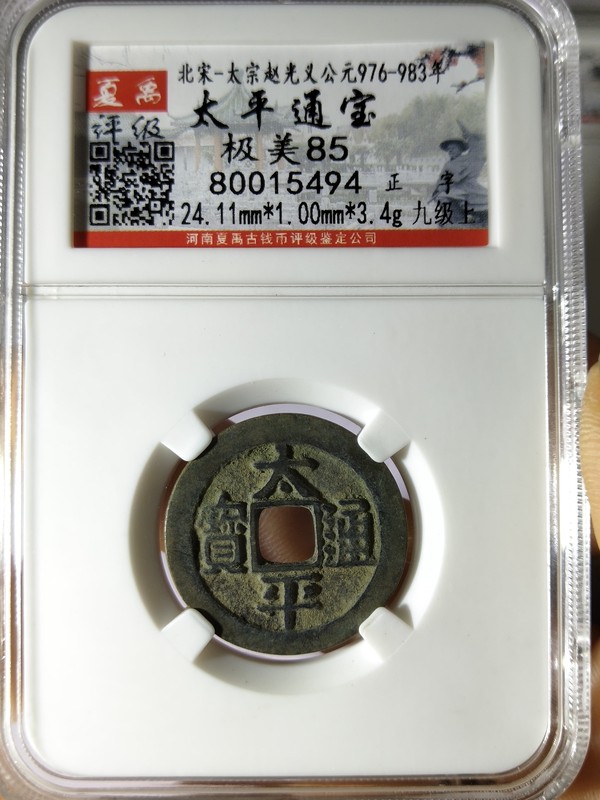 北宋-太宗赵光义公元976-983年
夏禹
评级
太平通宝
极美85
80015494 正字
24.11mm*1.00mm*3.4g 九级上
河南夏禹古钱币评级鉴定公司
太
平
通
寶